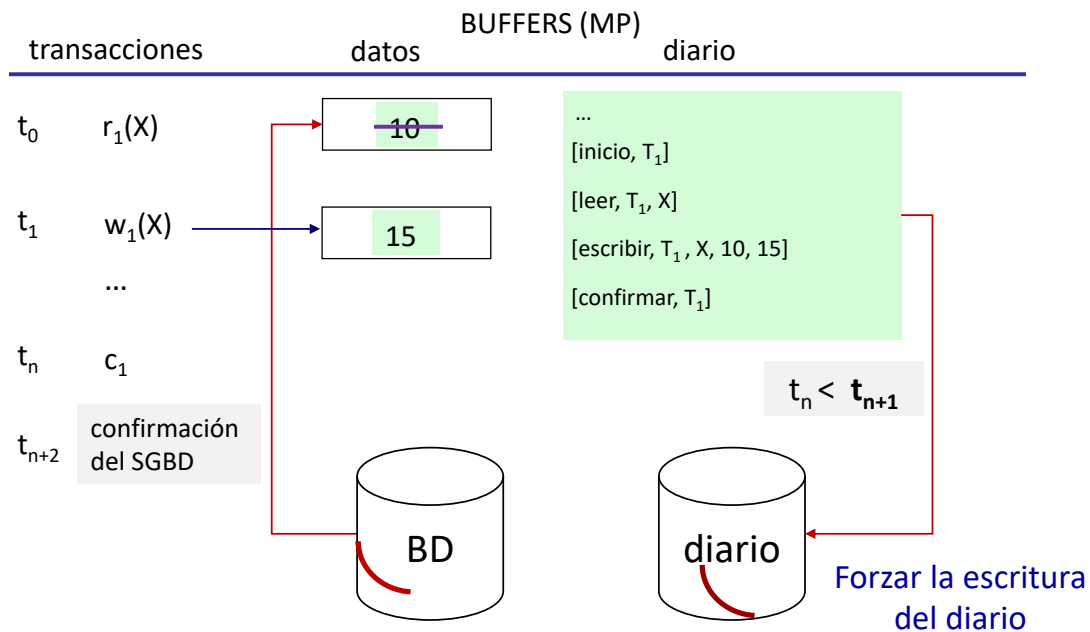 BUFFERS (MP)
transacciones datos diario
t0 r1(X) 10 ...
[inicio, T1]
[leer, T1, X]
t1 w1(X) 15
[escribir, T1 , X, 10, 15]
...
[confirmar, T1]
tn c1
tn < tn+1
tn+2 confirmación
del SGBD
BD diario
Forzar la escritura
del diario